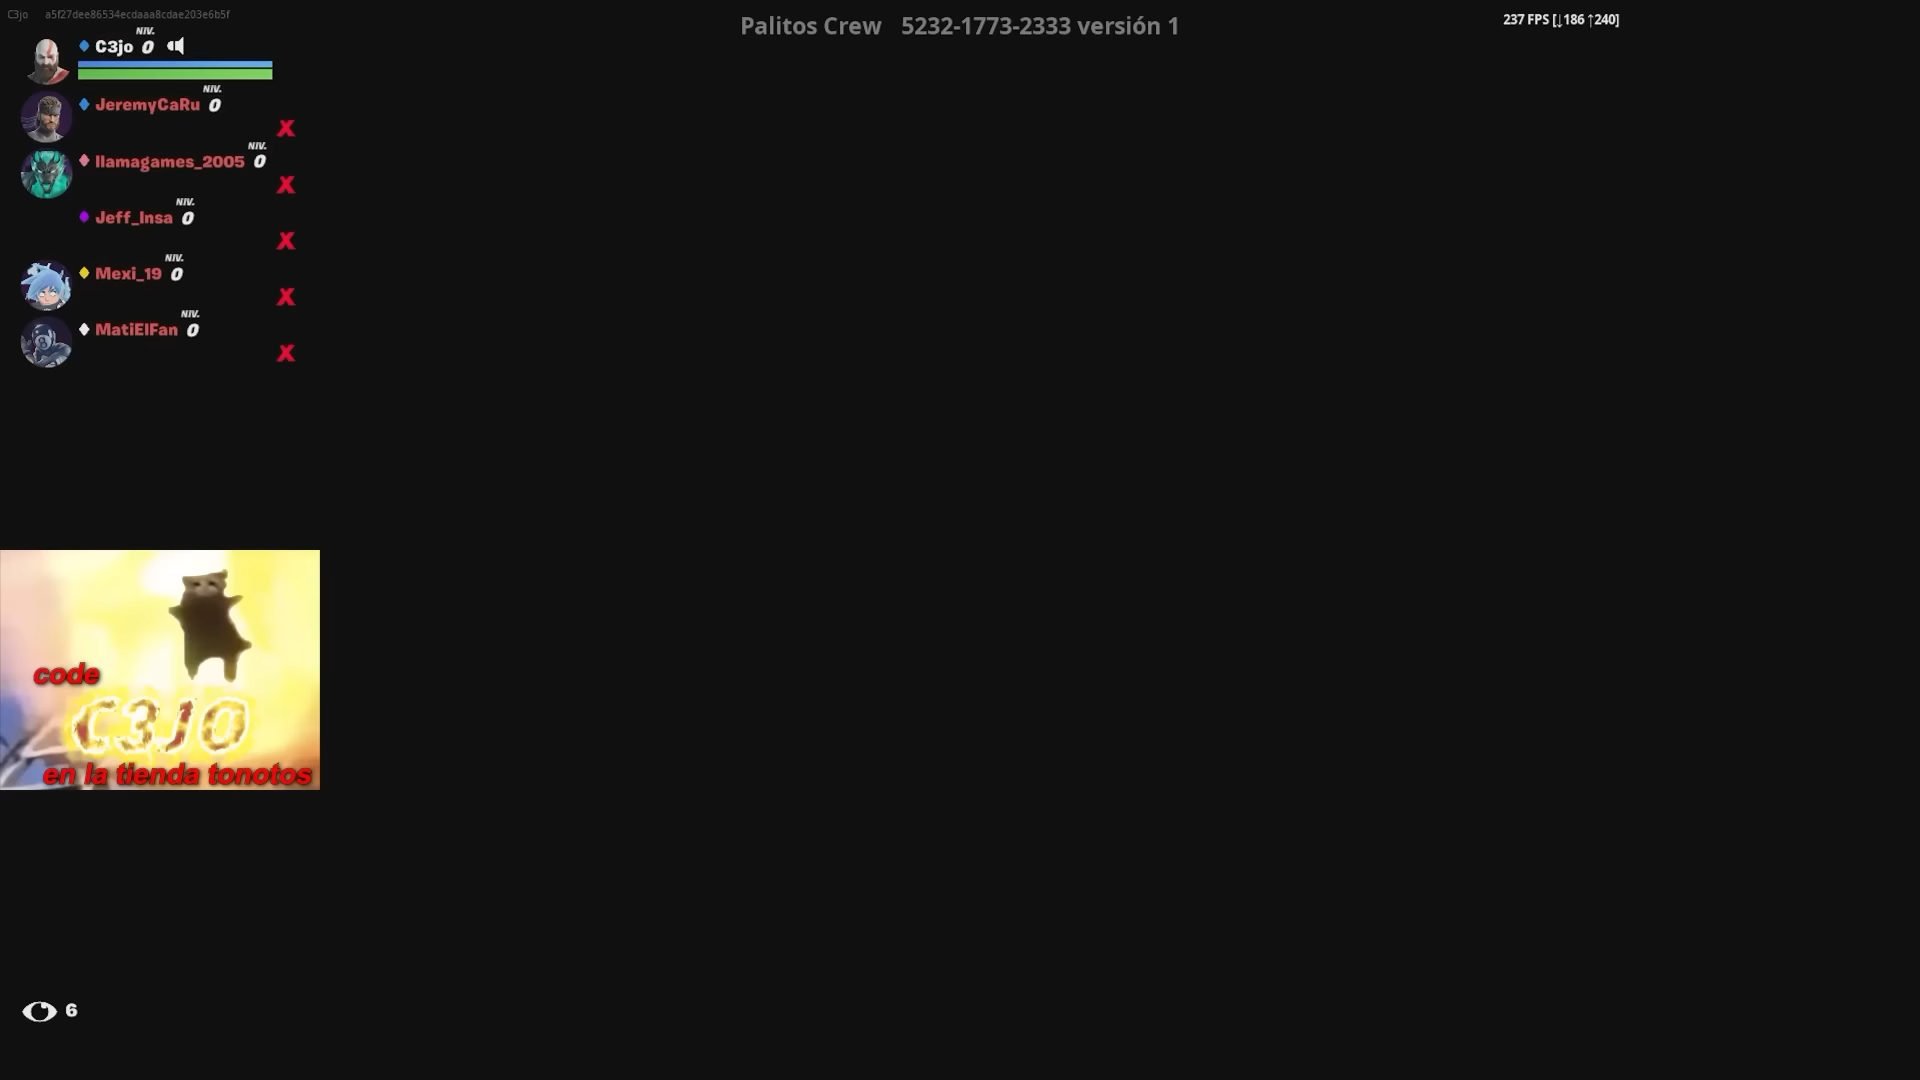 C3jo a5f27dee86534ecdaaa8cdae203e6b5f
Palitos Crew 5232-1773-2333 versión 1
237 FPS [↓186 ↑240]
NIV.
C3jo 0
NIV.
JeremyCaRu 0
X
NIV.
llamagames_2005 0
X
NIV.
Jeff_Insa 0
X
NIV.
Mexi_19 0
X
NIV.
MatiElFan 0
X
code
C3JO
en la tienda tonotos
6